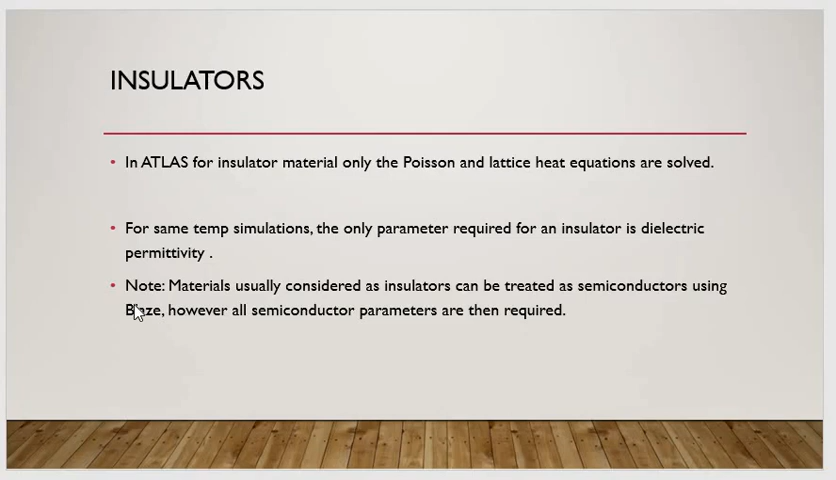 INSULATORS
• In ATLAS for insulator material only the Poisson and lattice heat equations are solved.
• For same temp simulations, the only parameter required for an insulator is dielectric
permittivity .
• Note: Materials usually considered as insulators can be treated as semiconductors using
Blaze, however all semiconductor parameters are then required.